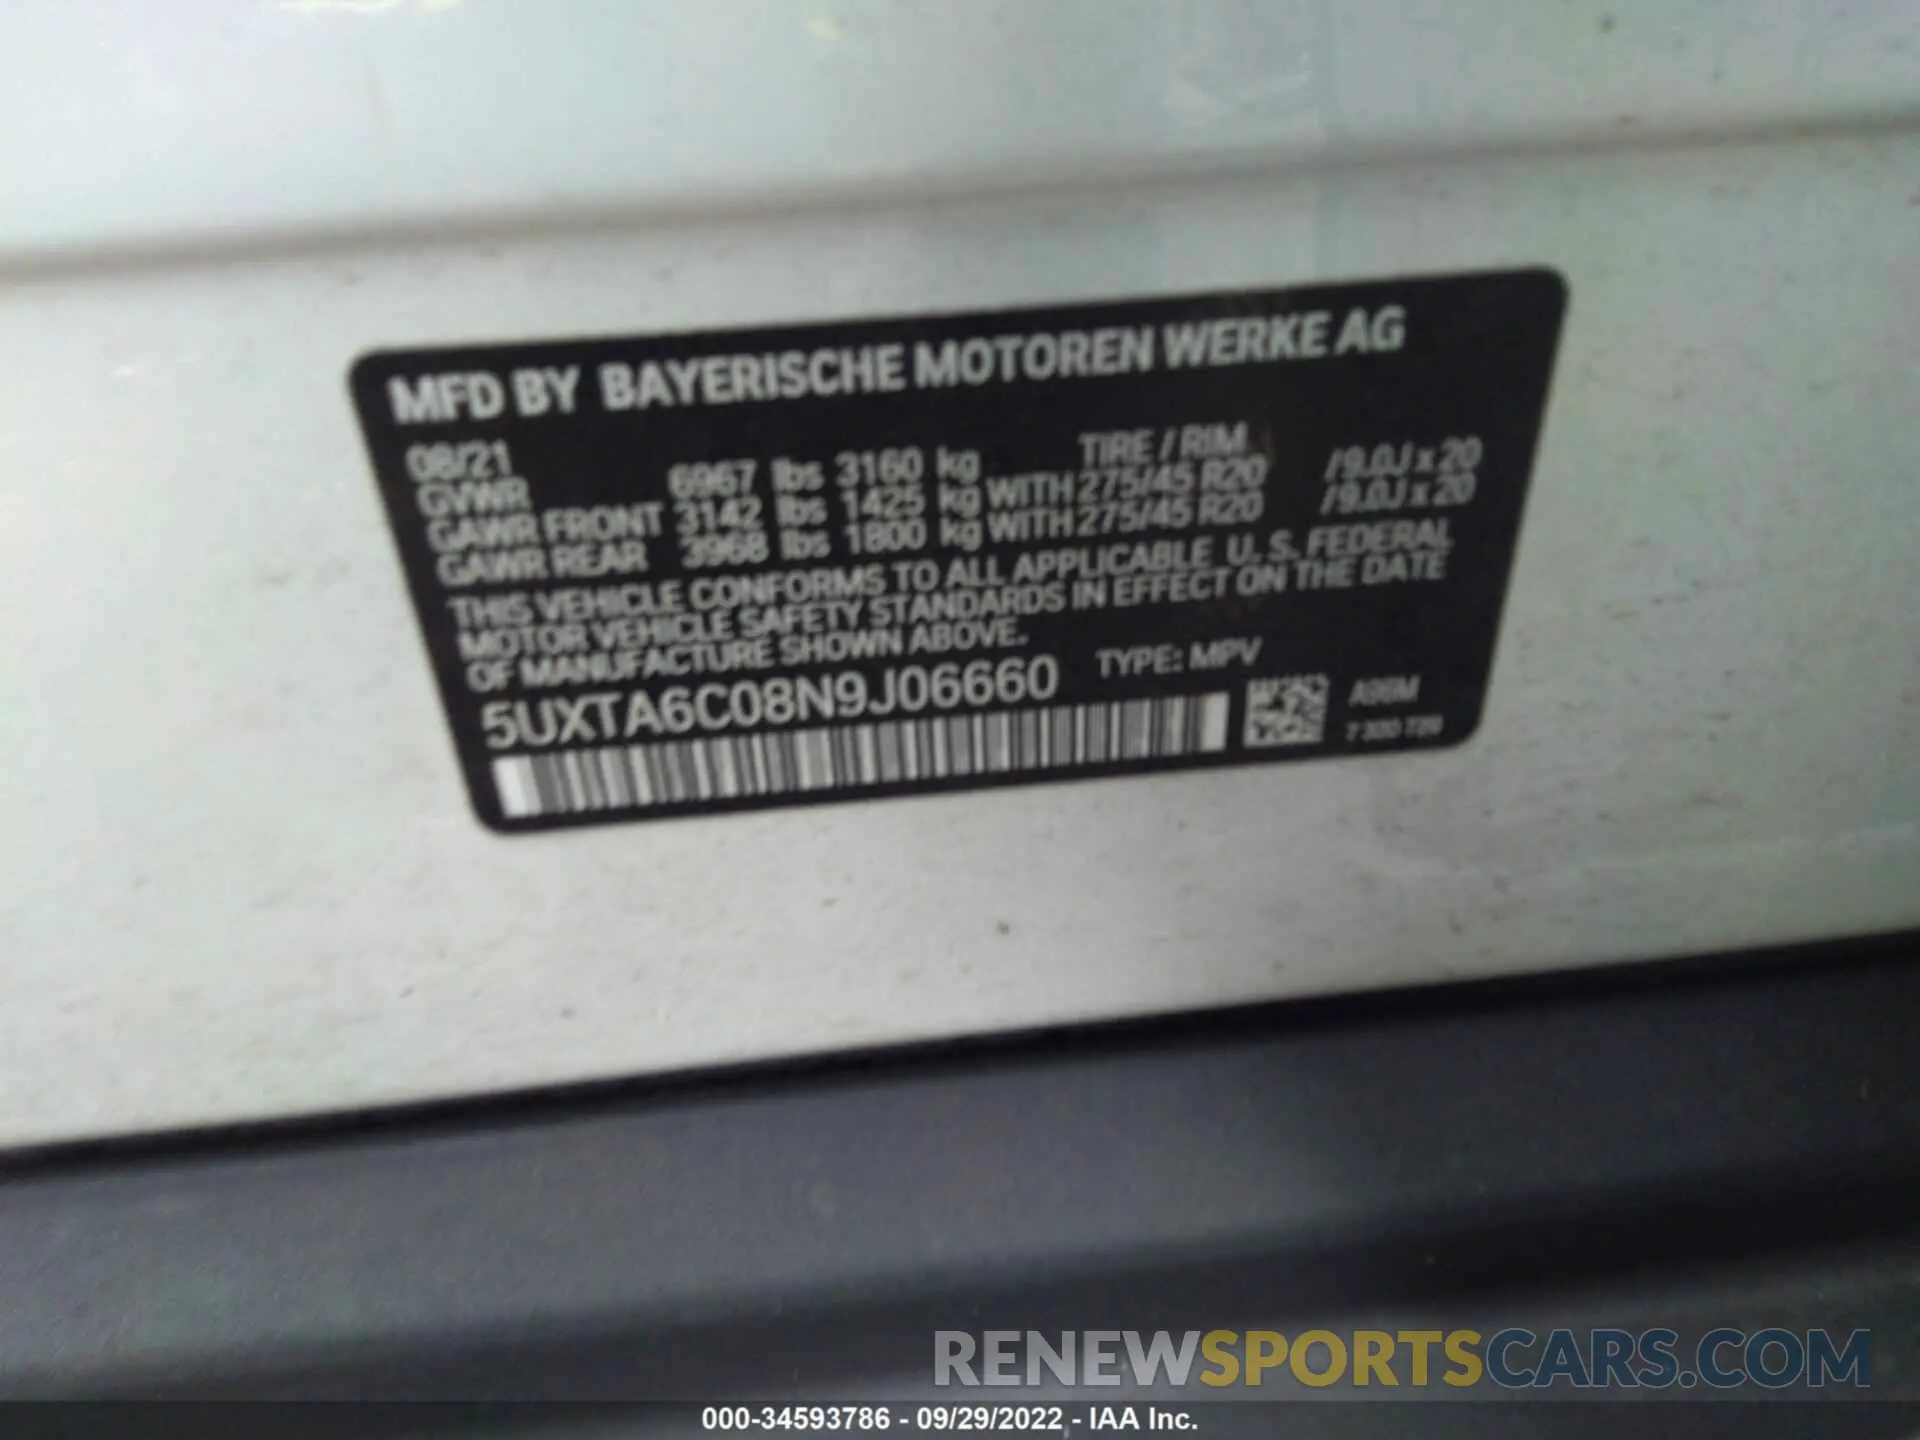 MFD BY BAYERISCHE MOTOREN WERKE AG
08/21 TIRE / RIM
GVWR 6967 lbs 3160 kg
GAWR FRONT 3142 lbs 1425 kg WITH 275/45 R20 /9.0J x 20
GAWR REAR 3968 lbs 1800 kg WITH 275/45 R20 /9.0J x 20
THIS VEHICLE CONFORMS TO ALL APPLICABLE U. S. FEDERAL
MOTOR VEHICLE SAFETY STANDARDS IN EFFECT ON THE DATE
OF MANUFACTURE SHOWN ABOVE.
5UXTA6C08N9J06660 TYPE: MPV
A96M
RENEWSPORTSCARS.COM
000-34593786 - 09/29/2022 - IAA Inc.